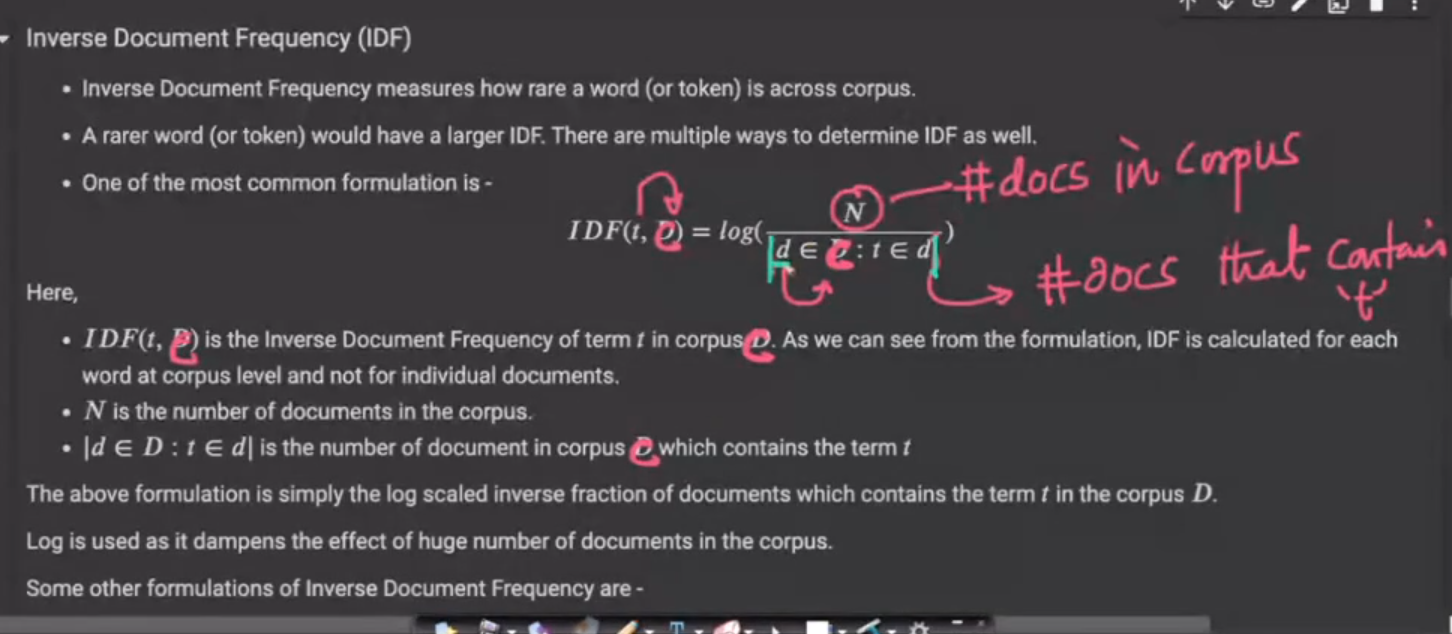 Inverse Document Frequency (IDF)
• Inverse Document Frequency measures how rare a word (or token) is across corpus.
• A rarer word (or token) would have a larger IDF. There are multiple ways to determine IDF as well.
• One of the most common formulation is -
#docs in corpus
IDF(t, C) = log(N / |d ∈ C : t ∈ d|)
#docs that contain 't'
Here,
• IDF(t, C) is the Inverse Document Frequency of term t in corpus C. As we can see from the formulation, IDF is calculated for each
word at corpus level and not for individual documents.
• N is the number of documents in the corpus.
• |d ∈ D : t ∈ d| is the number of document in corpus C which contains the term t
The above formulation is simply the log scaled inverse fraction of documents which contains the term t in the corpus D.
Log is used as it dampens the effect of huge number of documents in the corpus.
Some other formulations of Inverse Document Frequency are -